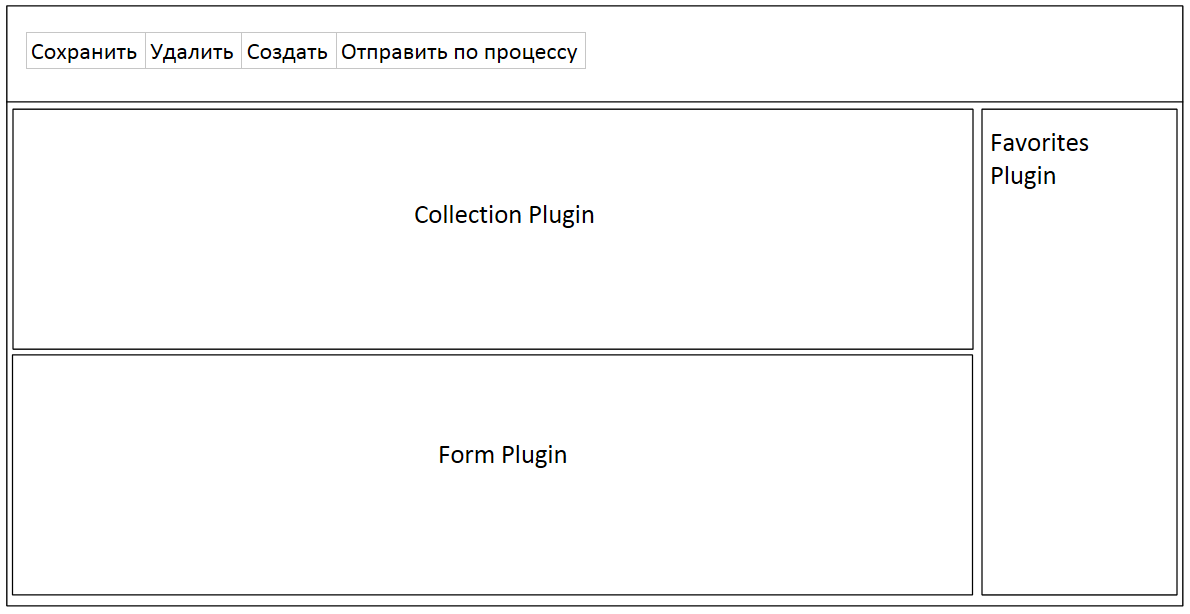 Сохранить Удалить Создать Отправить по процессу
Collection Plugin
Favorites
Plugin
Form Plugin